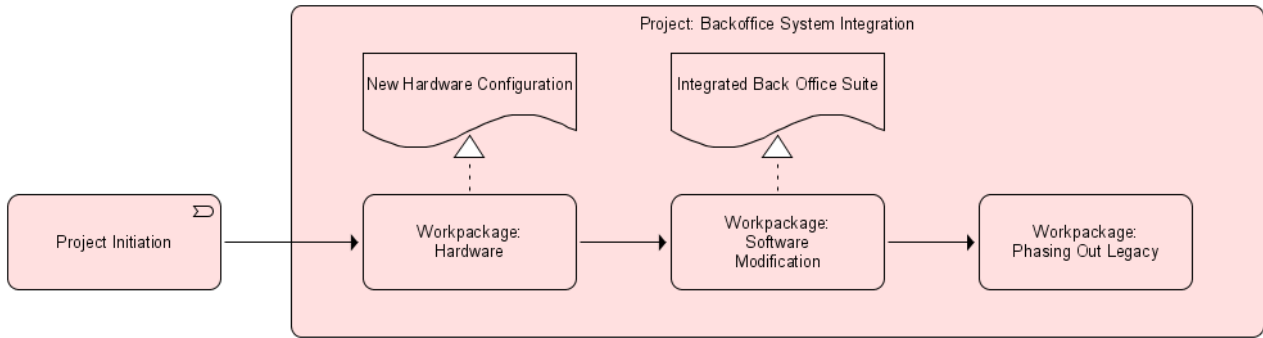 Project: Backoffice System Integration
New Hardware Configuration
Integrated Back Office Suite
Project Initiation
Workpackage:
Hardware
Workpackage:
Software
Modification
Workpackage:
Phasing Out Legacy